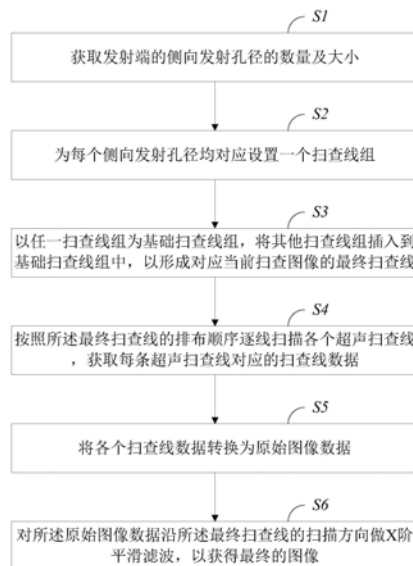 S1
获取发射端的侧向发射孔径的数量及大小
S2
为每个侧向发射孔径均对应设置一个扫查线组
S3
以任一扫查线组为基础扫查线组，将其他扫查线组插入到
基础扫查线组中，以形成对应当前扫查图像的最终扫查线
S4
按照所述最终扫查线的排布顺序逐线扫描各个超声扫查线
，获取每条超声扫查线对应的扫查线数据
S5
将各个扫查线数据转换为原始图像数据
S6
对所述原始图像数据沿所述最终扫查线的扫描方向做X阶
平滑滤波，以获得最终的图像